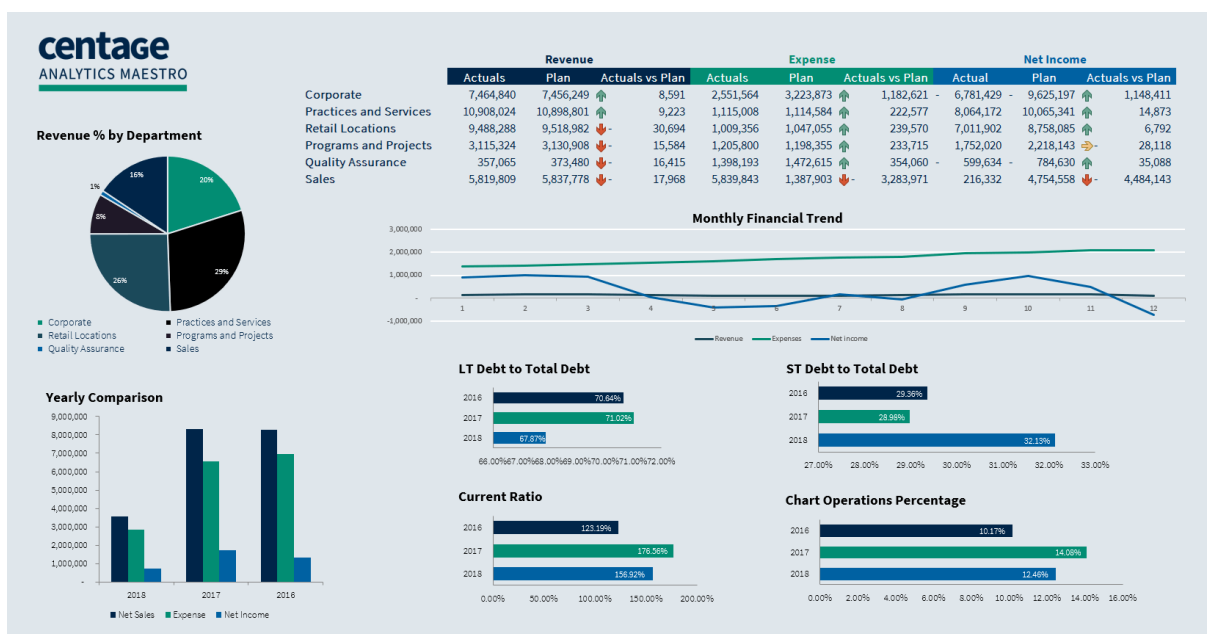 centage
ANALYTICS MAESTRO
Revenue Expense Net Income
Actuals Plan Actuals vs Plan Actuals Plan Actuals vs Plan Actual Plan Actuals vs Plan
Corporate 7,464,840 7,456,249 8,591 2,551,564 3,223,873 1,182,621 - 6,781,429 - 9,625,197 1,148,411
Practices and Services 10,908,024 10,898,801 9,223 1,115,008 1,114,584 222,577 8,064,172 10,065,341 14,873
Retail Locations 9,488,288 9,518,982 - 30,694 1,009,356 1,047,055 239,570 7,011,902 8,758,085 6,792
Programs and Projects 3,115,324 3,130,908 - 15,584 1,205,800 1,198,355 233,715 1,752,020 2,218,143 - 28,118
Quality Assurance 357,065 373,480 - 16,415 1,398,193 1,472,615 354,060 - 599,634 - 784,630 35,088
Sales 5,819,809 5,837,778 - 17,968 5,839,843 1,387,903 - 3,283,971 216,332 4,754,558 - 4,484,143
Revenue % by Department
16%
20%
1%
8%
29%
26%
Corporate Practices and Services
Retail Locations Programs and Projects
Quality Assurance Sales
Monthly Financial Trend
3,000,000
2,000,000
1,000,000
-
-1,000,000
1 2 3 4 5 6 7 8 9 10 11 12
Revenue Expenses Net Income
Yearly Comparison
9,000,000
8,000,000
7,000,000
6,000,000
5,000,000
4,000,000
3,000,000
2,000,000
1,000,000
-
2018 2017 2016
Net Sales Expense Net Income
LT Debt to Total Debt
2016 70.64%
2017 71.02%
2018 67.87%
66.00%67.00%68.00%69.00%70.00%71.00%72.00%
ST Debt to Total Debt
2016 29.36%
2017 28.98%
2018 32.13%
27.00% 28.00% 29.00% 30.00% 31.00% 32.00% 33.00%
Current Ratio
2016 123.19%
2017 176.56%
2018 156.92%
0.00% 50.00% 100.00% 150.00% 200.00%
Chart Operations Percentage
2016 10.17%
2017 14.08%
2018 12.46%
0.00% 2.00% 4.00% 6.00% 8.00% 10.00% 12.00% 14.00% 16.00%